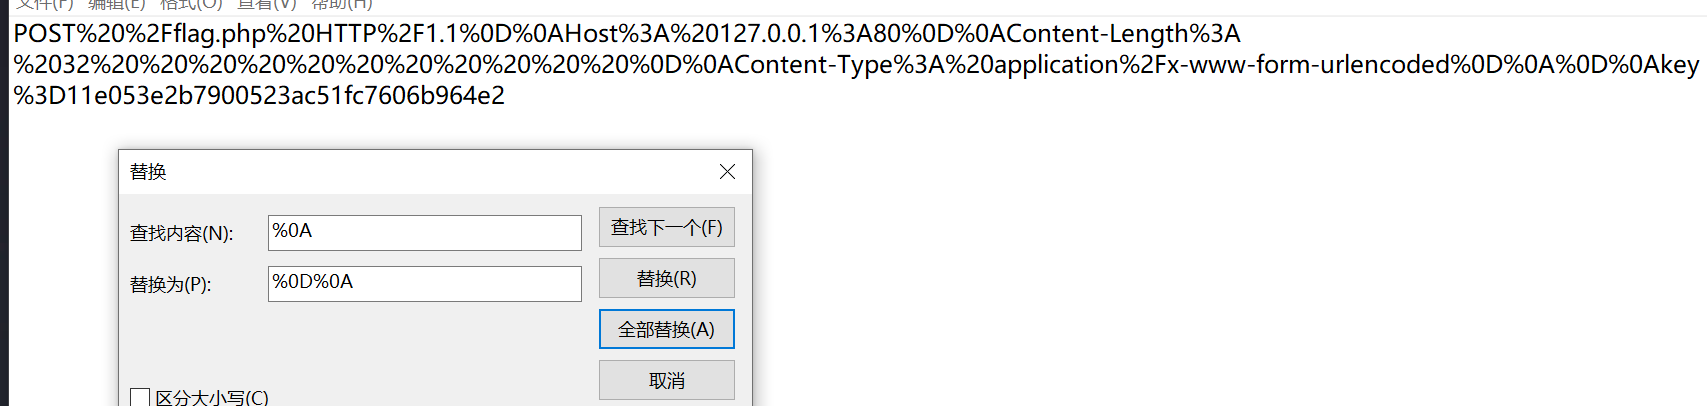 文件(F) 编辑(E) 格式(O) 查看(V) 帮助(H)
POST%20%2Fflag.php%20HTTP%2F1.1%0D%0AHost%3A%20127.0.0.1%3A80%0D%0AContent-Length%3A
%2032%20%20%20%20%20%20%20%20%20%20%20%0D%0AContent-Type%3A%20application%2Fx-www-form-urlencoded%0D%0A%0D%0Akey
%3D11e053e2b7900523ac51fc7606b964e2
替换
查找内容(N): %0A 查找下一个(F)
替换为(P): %0D%0A 替换(R)
全部替换(A)
取消
区分大小写(C)